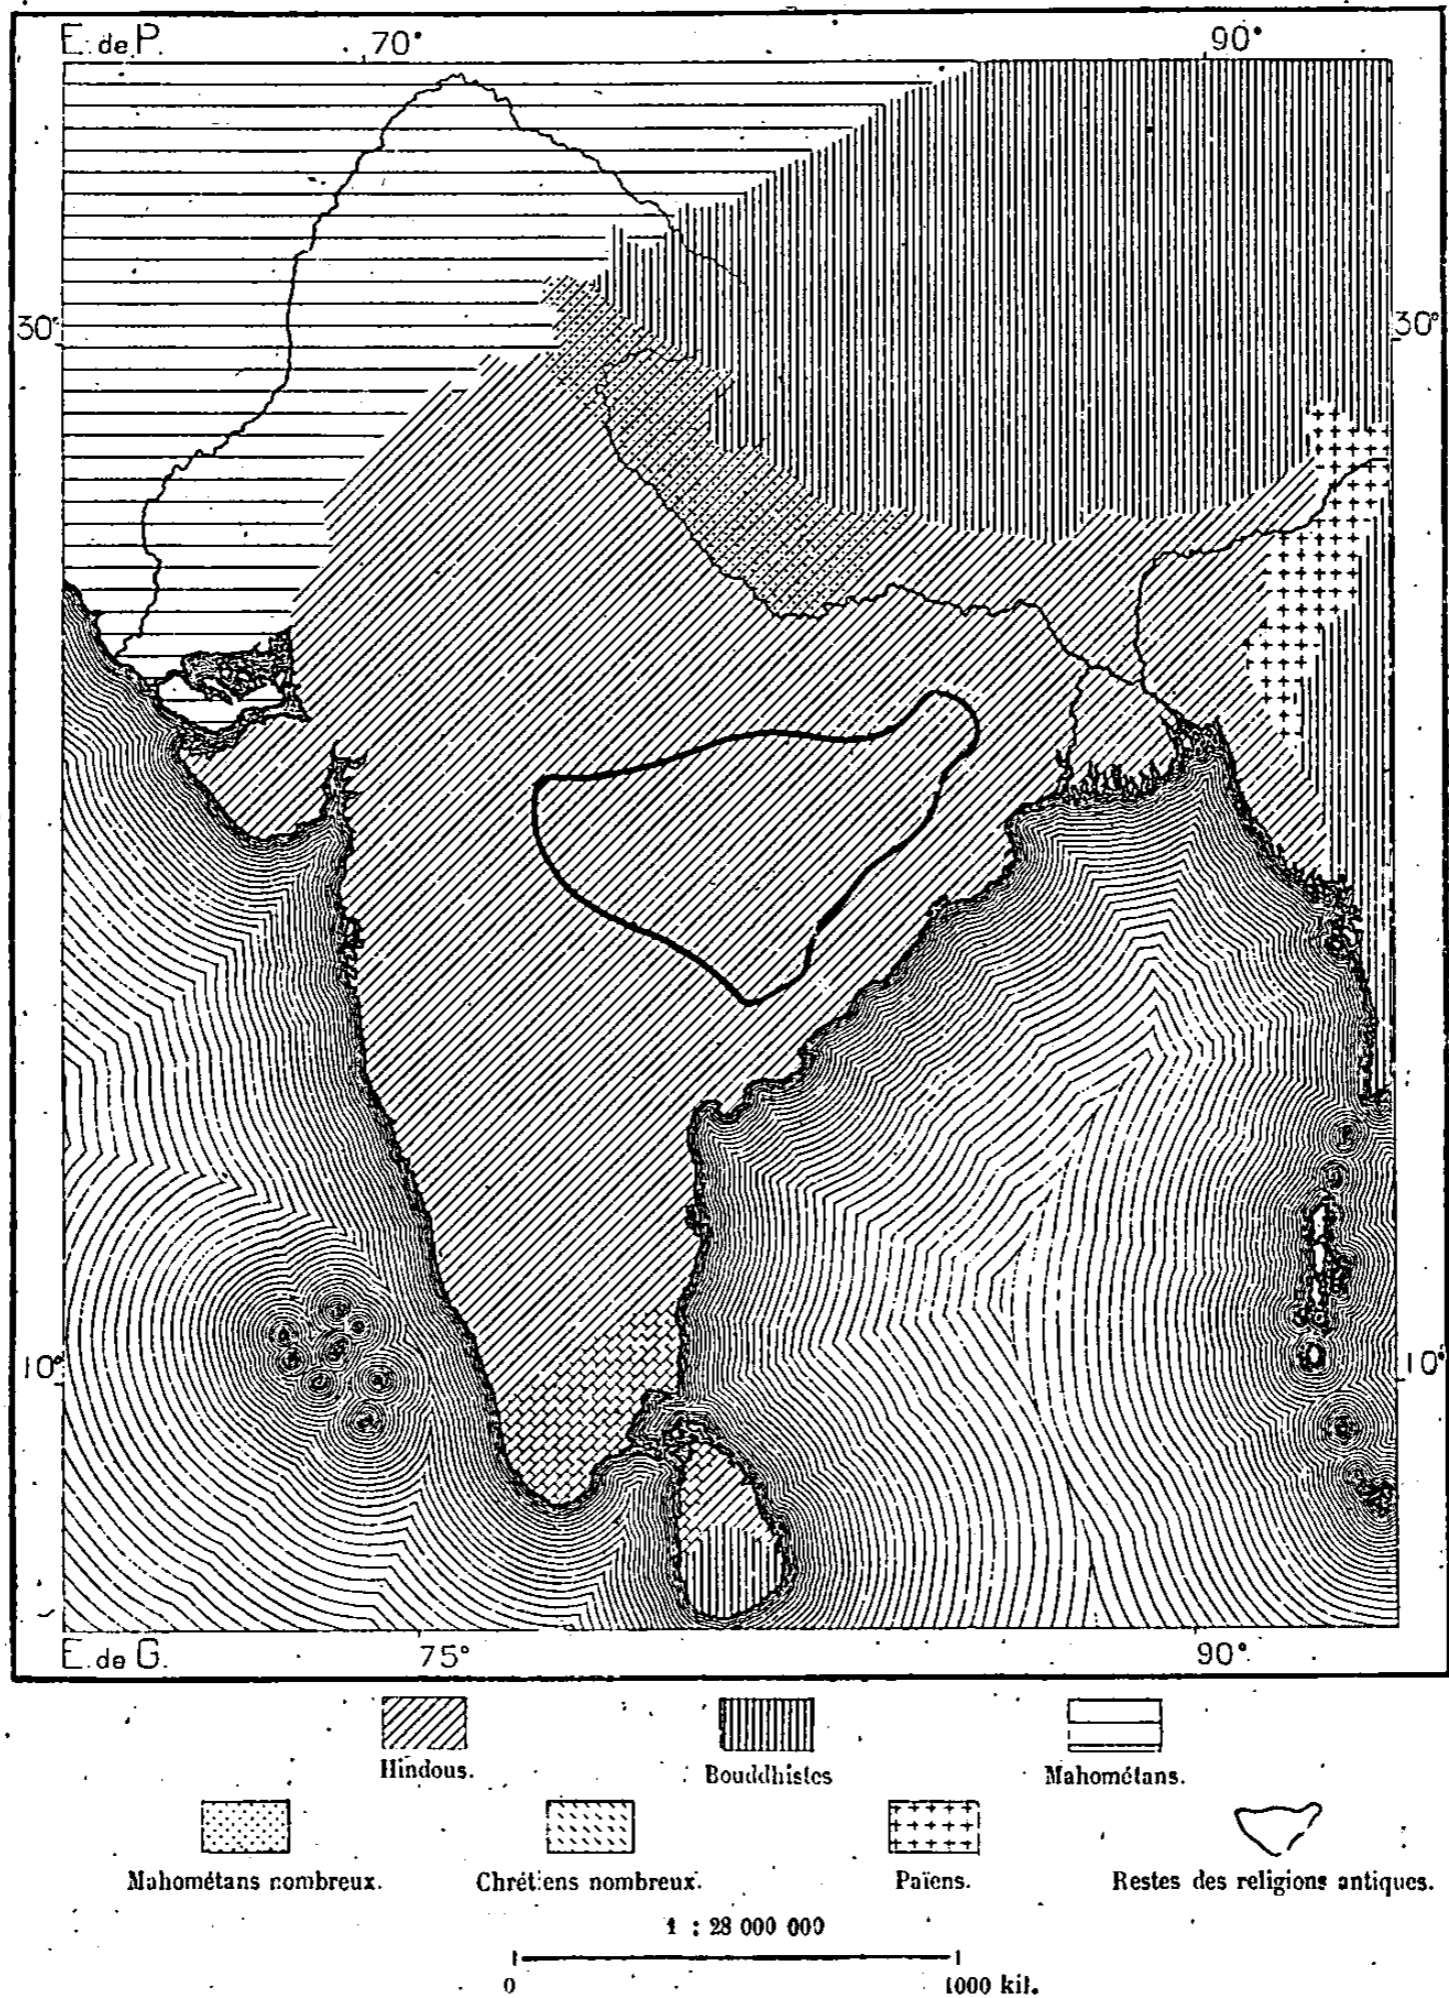 E. de P. 70° 90°
30° 30°
10° 10°
E. de G. 75° 90°
Hindous. Bouddhistes Mahométans.
Mahométans nombreux. Chrétiens nombreux. Païens. Restes des religions antiques.
1 : 28 000 000
0 1000 kil.